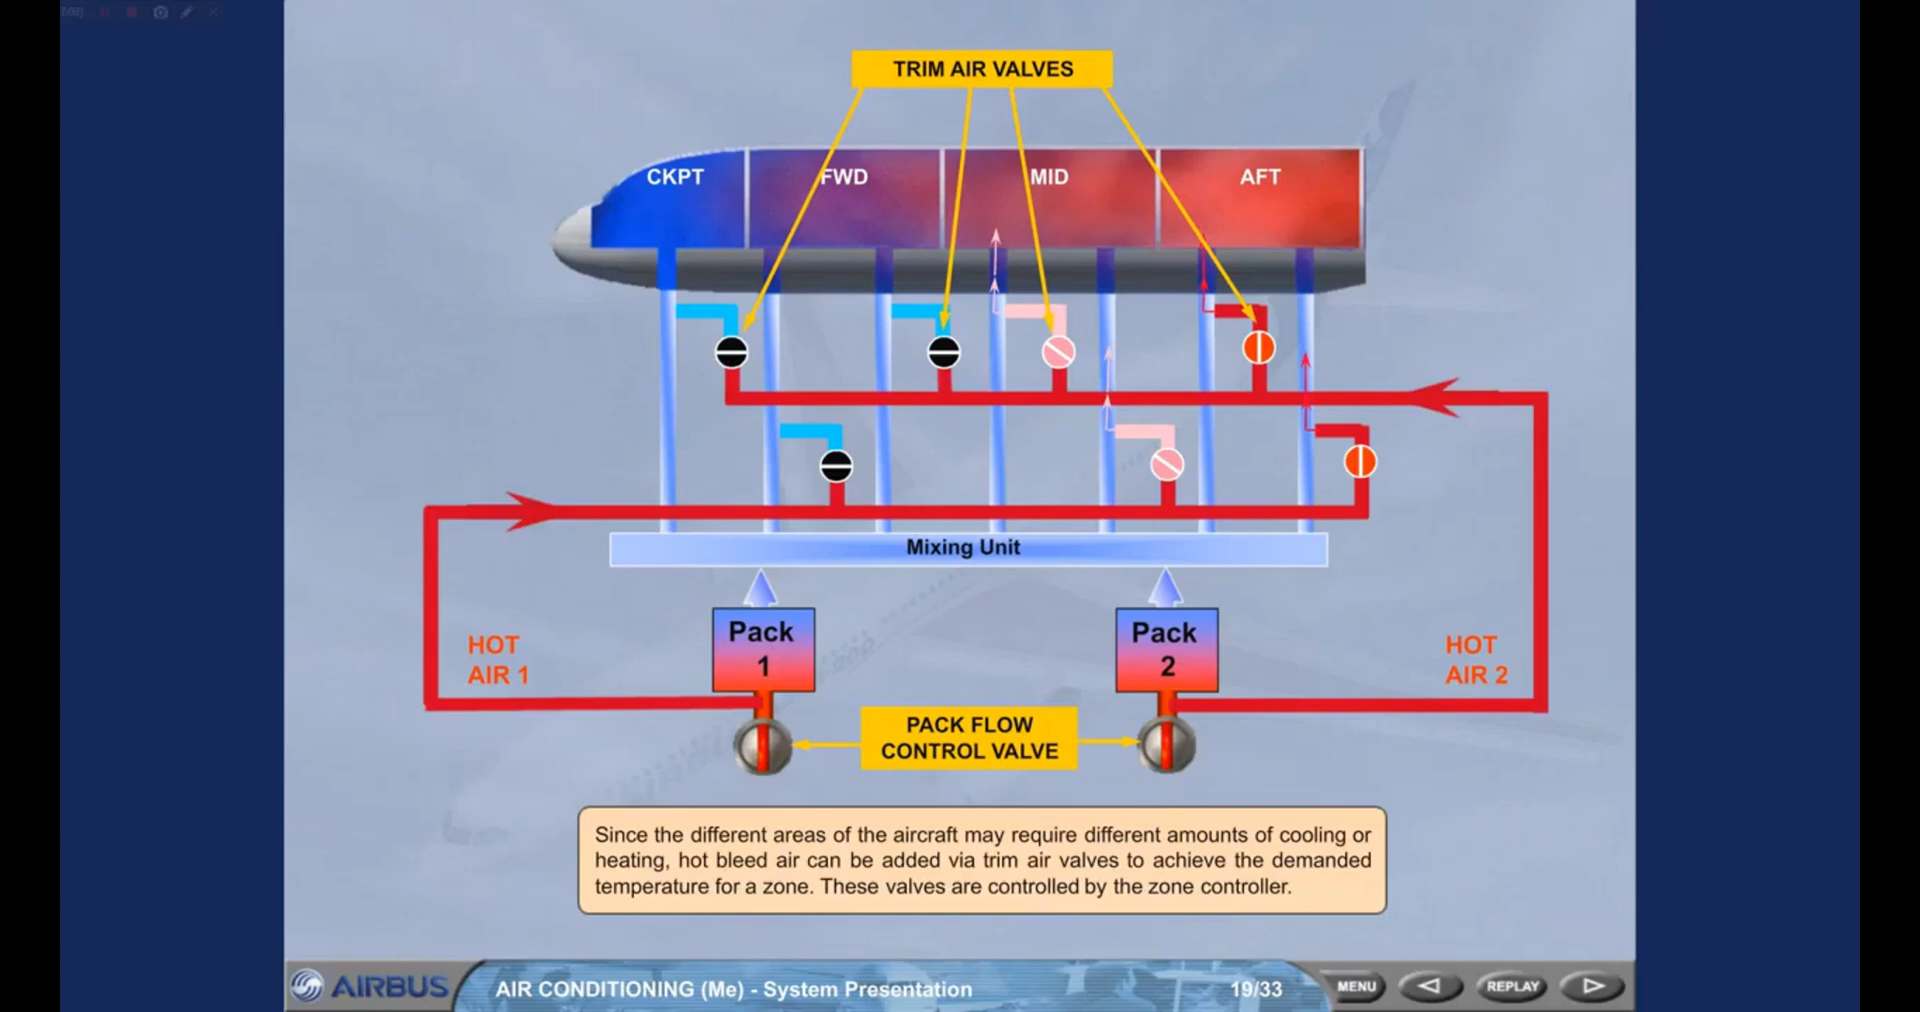 TRIM AIR VALVES
CKPT
FWD
MID
AFT
Mixing Unit
Pack
1
Pack
2
HOT
AIR 1
HOT
AIR 2
PACK FLOW
CONTROL VALVE
Since the different areas of the aircraft may require different amounts of cooling or
heating, hot bleed air can be added via trim air valves to achieve the demanded
temperature for a zone. These valves are controlled by the zone controller.
AIRBUS
AIR CONDITIONING (Me) - System Presentation
19/33
MENU
REPLAY